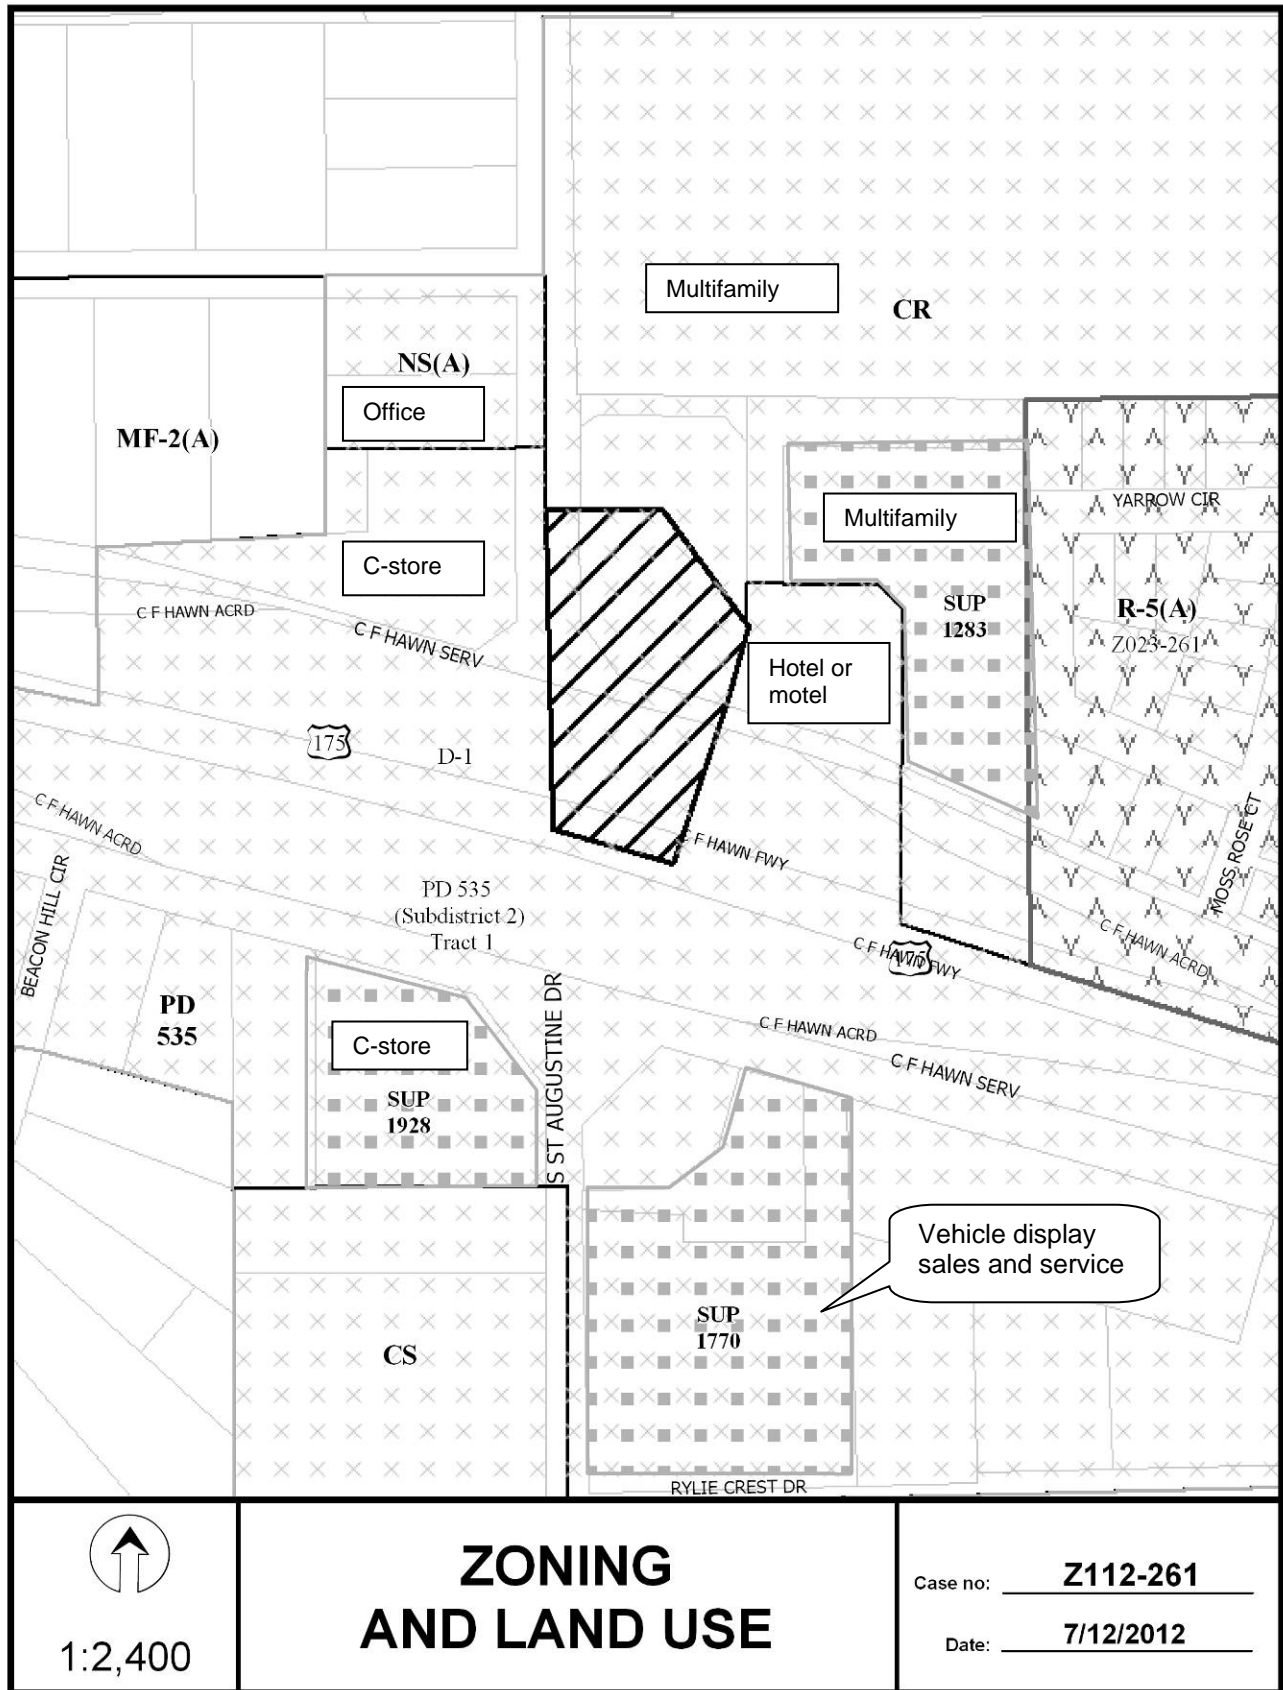 Multifamily
CR
NS(A)
Office
MF-2(A)
YARROW CIR
Multifamily
C-store
SUP
1283
R-5(A)
Z023-261
C F HAWN ACRD
C F HAWN SERV
Hotel or
motel
175
D-1
C F HAWN ACRD
C F HAWN FWY
MOSS ROSE CT
BEACON HILL CIR
PD 535
(Subdistrict 2)
Tract 1
C F HAWN FWY
175
C F HAWN ACRD
PD
535
S ST AUGUSTINE DR
C-store
C F HAWN ACRD
C F HAWN SERV
SUP
1928
Vehicle display
sales and service
SUP
1770
CS
RYLIE CREST DR
1:2,400
ZONING
AND LAND USE
Case no: Z112-261
Date: 7/12/2012